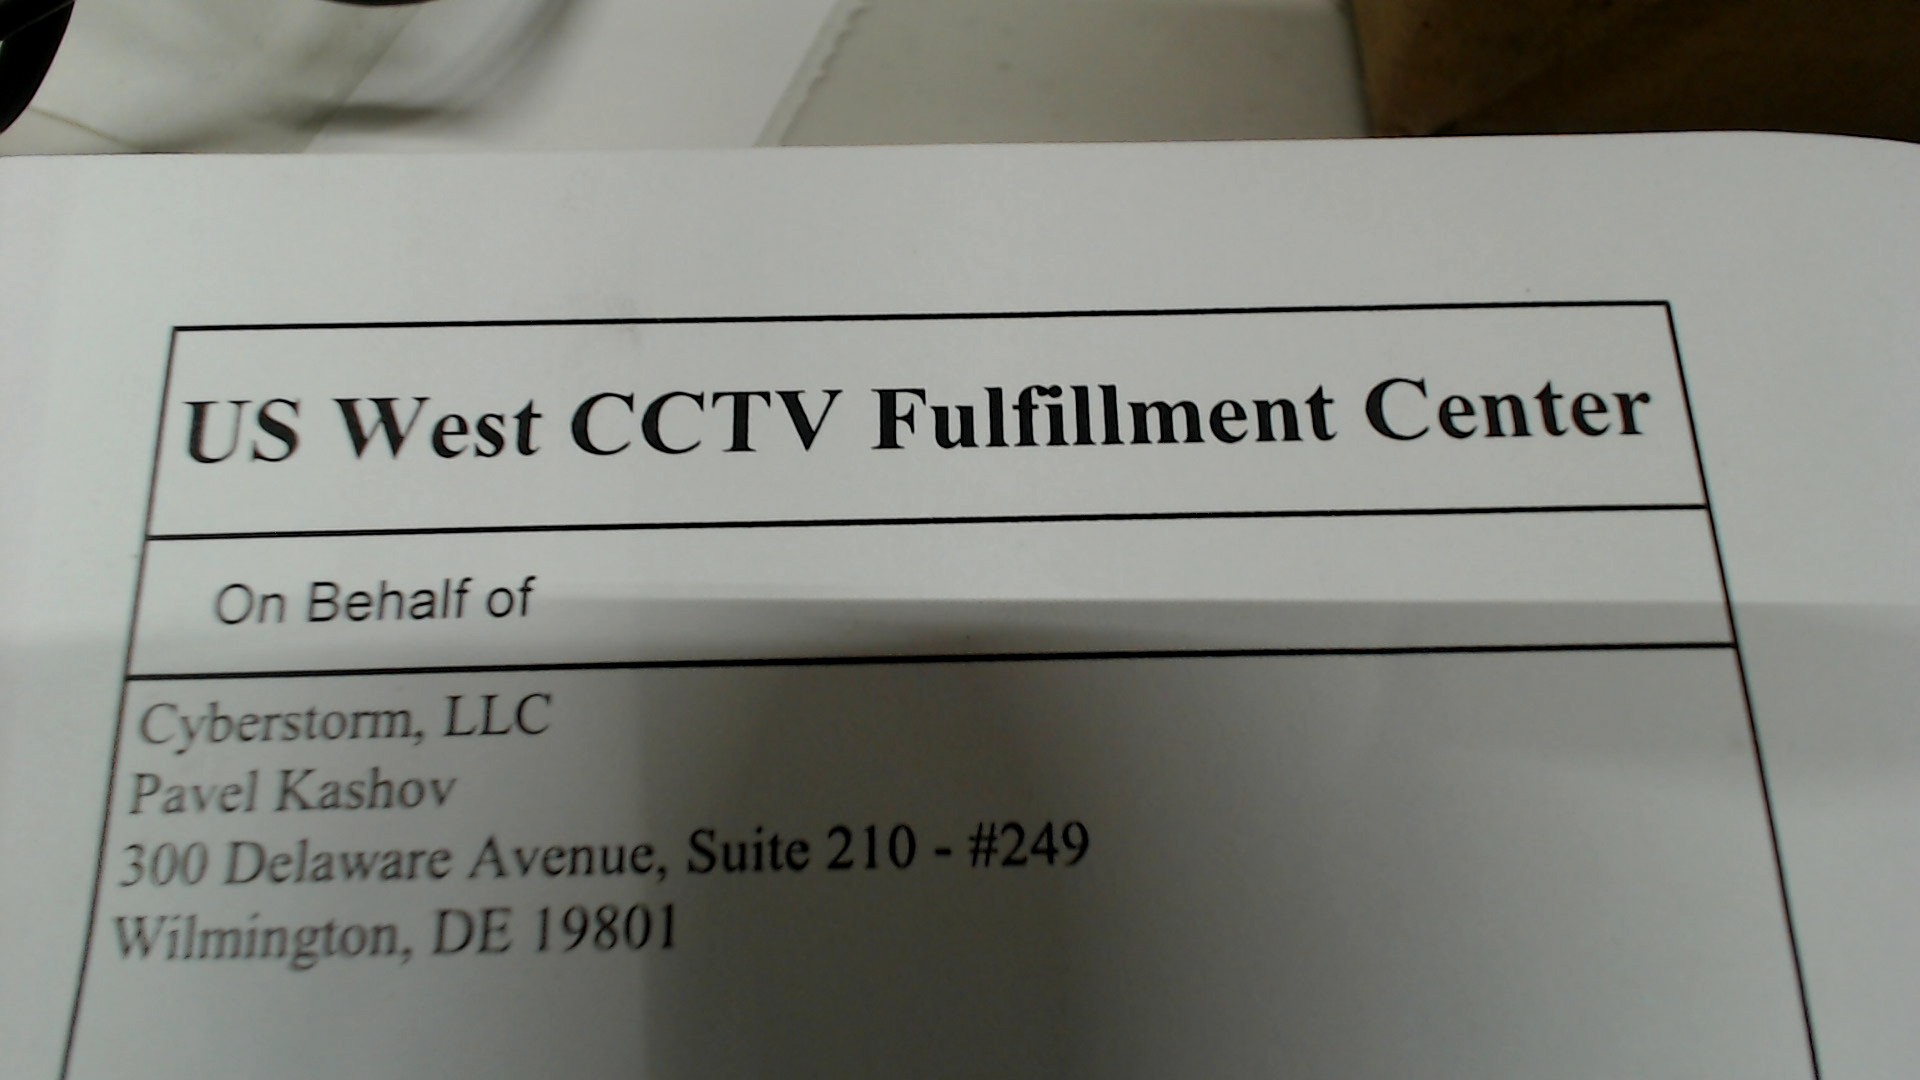 US West CCTV Fulfillment Center
On Behalf of
Cyberstorm, LLC
Pavel Kashov
300 Delaware Avenue, Suite 210 - #249
Wilmington, DE 19801